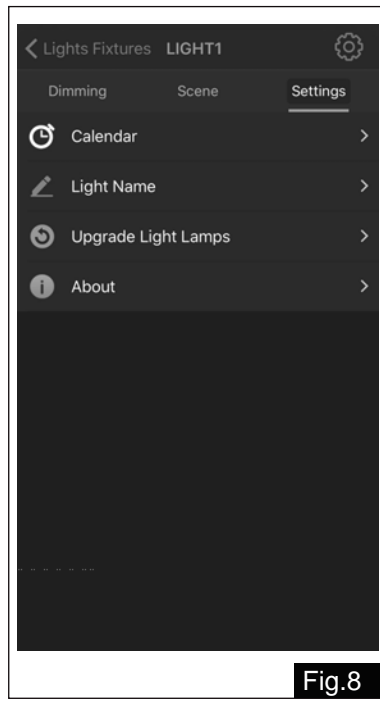 Lights Fixtures LIGHT1
Dimming Scene Settings
Calendar
Light Name
Upgrade Light Lamps
About
Fig.8